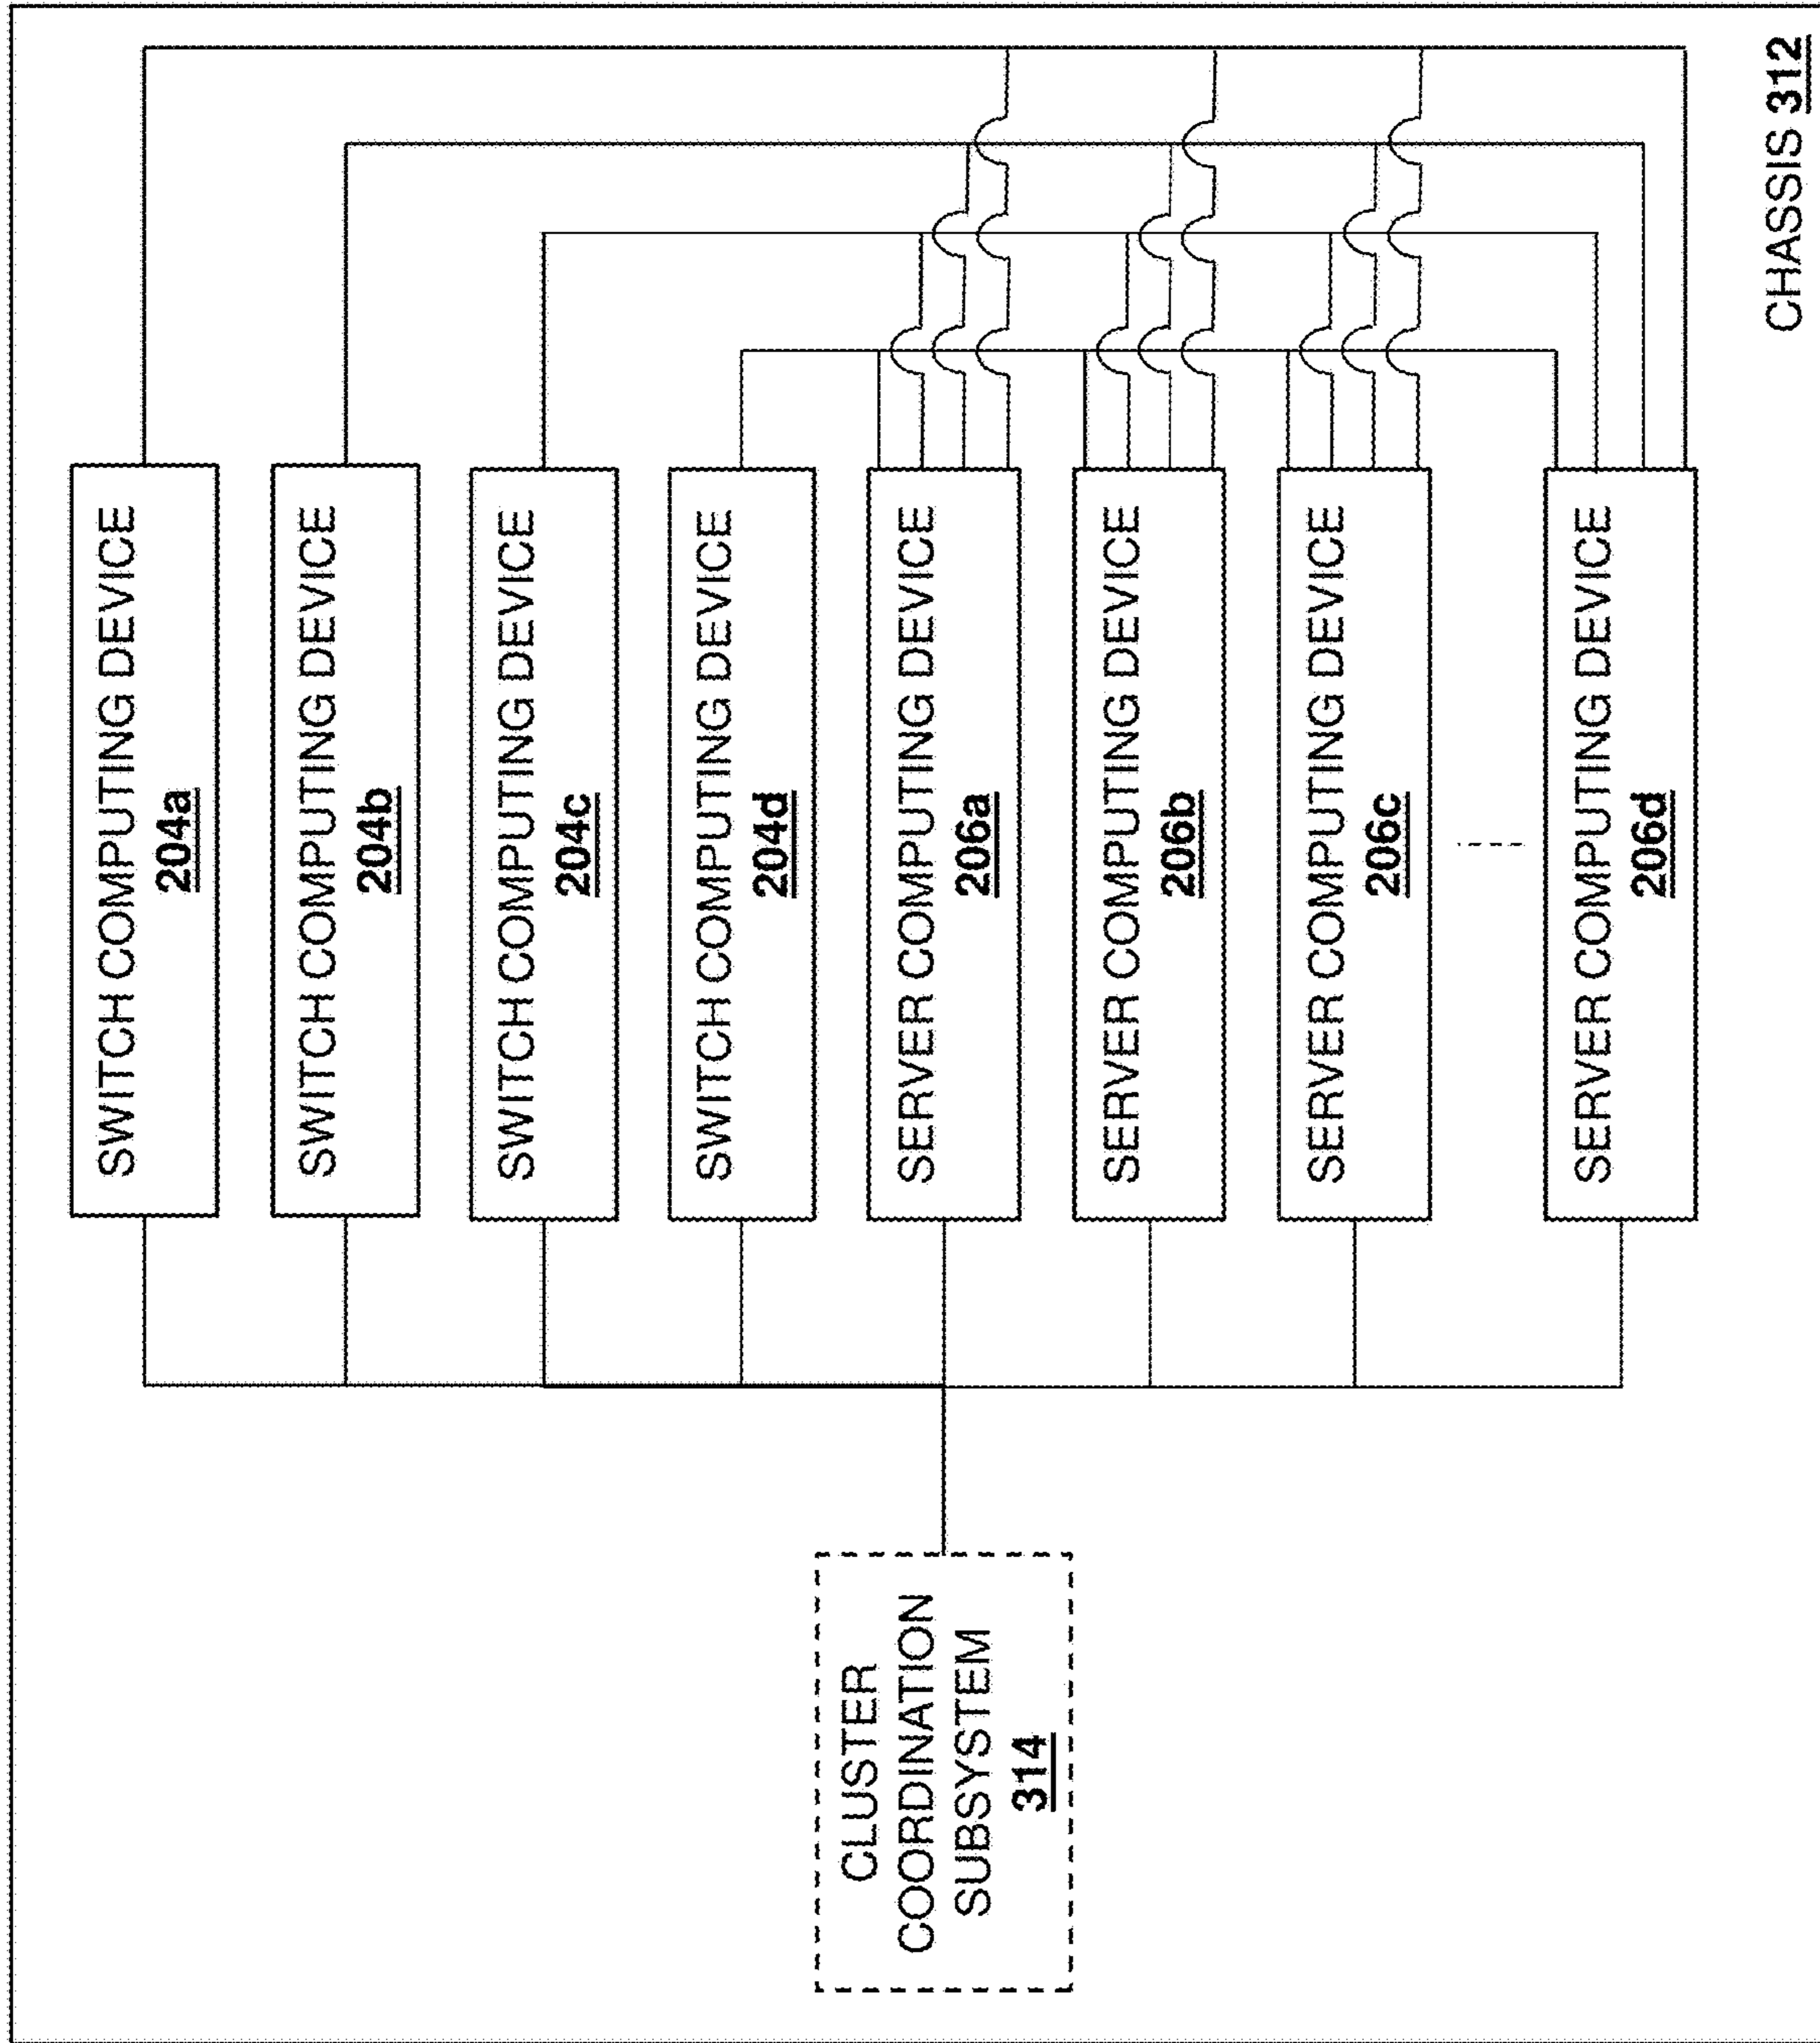 SWITCH COMPUTING DEVICE
204a
SWITCH COMPUTING DEVICE
204b
SWITCH COMPUTING DEVICE
204c
SWITCH COMPUTING DEVICE
204d
CLUSTER
COORDINATION
SUBSYSTEM
314
SERVER COMPUTING DEVICE
206a
SERVER COMPUTING DEVICE
206b
SERVER COMPUTING DEVICE
206c
SERVER COMPUTING DEVICE
206d
CHASSIS 312